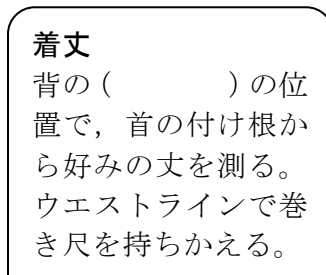 着丈
背の(　　　　)の位
置で，首の付け根か
ら好みの丈を測る。
ウエストラインで巻
き尺を持ちかえる。